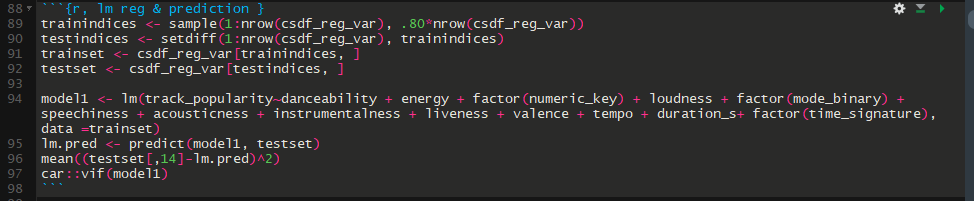 88 ```{r, lm reg & prediction }
89 trainindices <- sample(1:nrow(csdf_reg_var), .80*nrow(csdf_reg_var))
90 testindices <- setdiff(1:nrow(csdf_reg_var), trainindices)
91 trainset <- csdf_reg_var[trainindices, ]
92 testset <- csdf_reg_var[testindices, ]
93
94 model1 <- lm(track_popularity~danceability + energy + factor(numeric_key) + loudness + factor(mode_binary) +
speechiness + acousticness + instrumentalness + liveness + valence + tempo + duration_s+ factor(time_signature),
data =trainset)
95 lm.pred <- predict(model1, testset)
96 mean((testset[,14]-lm.pred)^2)
97 car::vif(model1)
98 ```